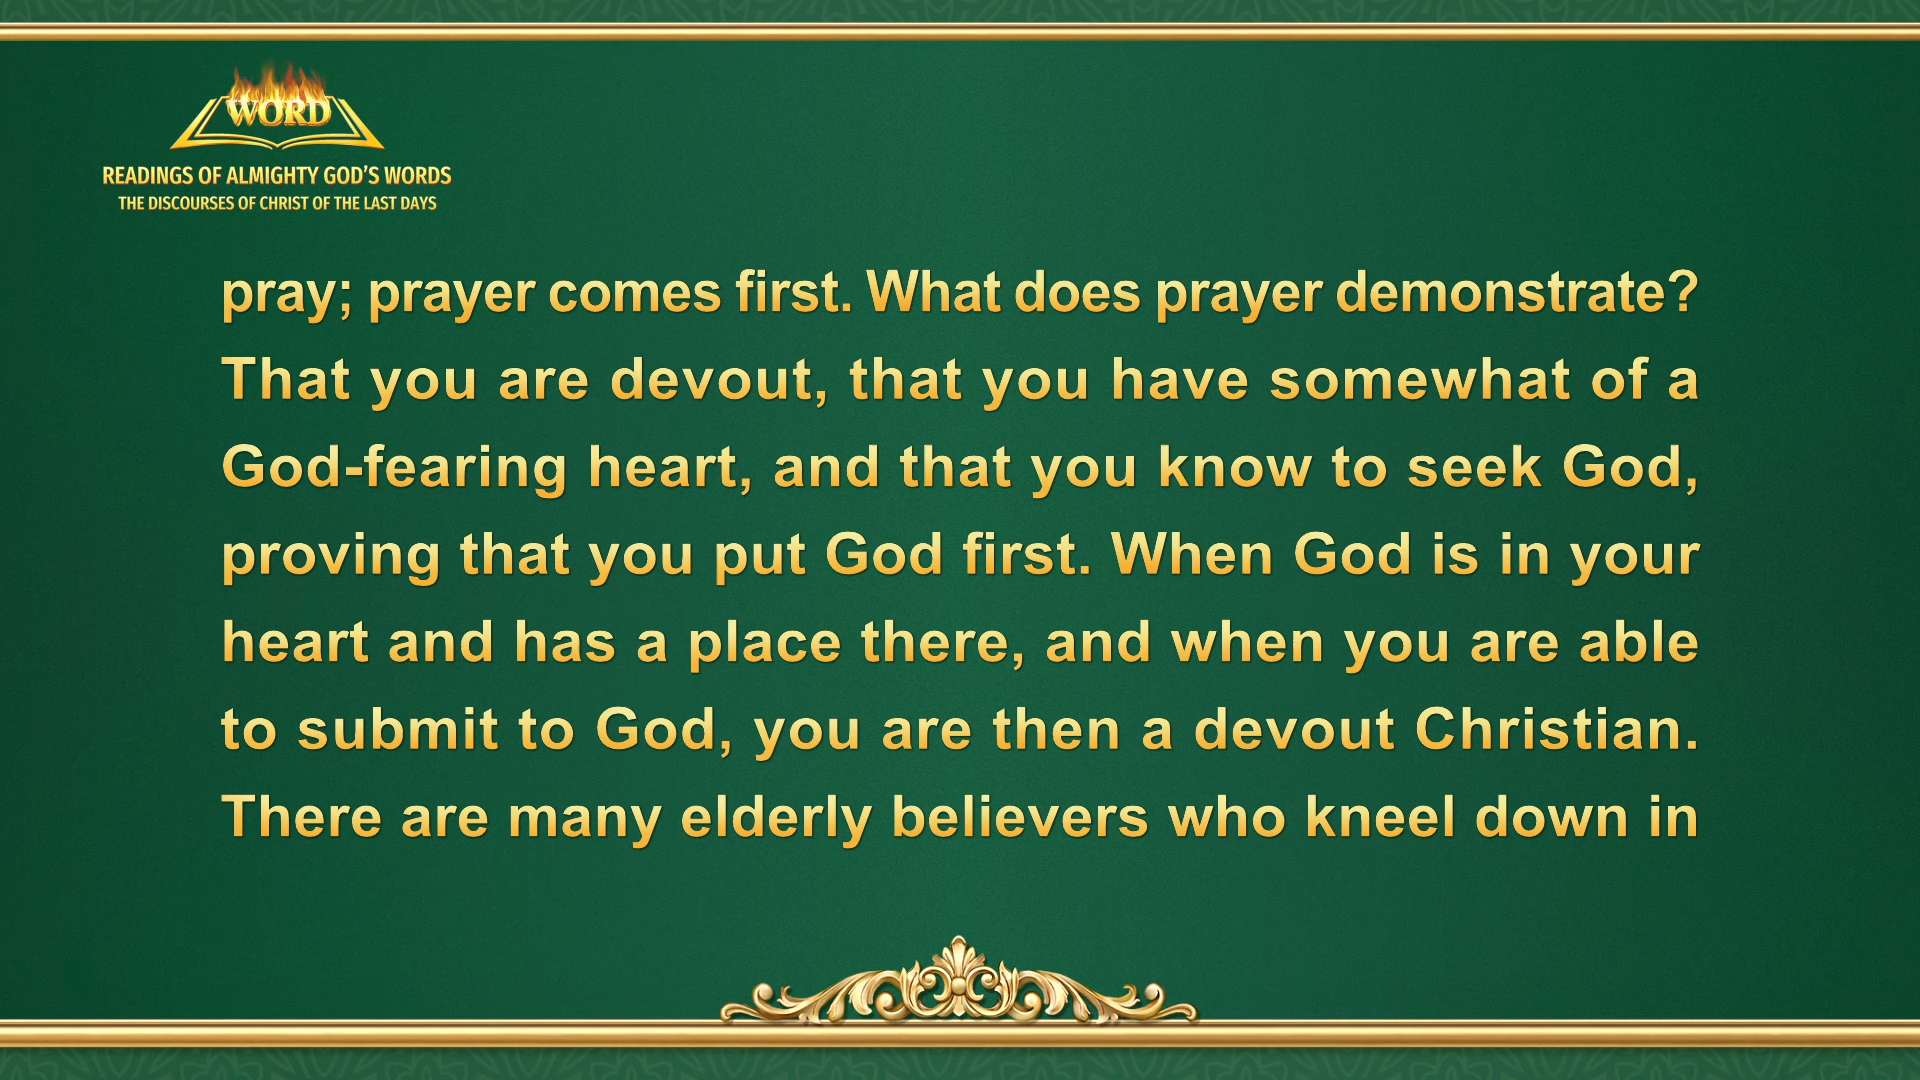 WORD
READINGS OF ALMIGHTY GOD'S WORDS
THE DISCOURSES OF CHRIST OF THE LAST DAYS
pray; prayer comes first. What does prayer demonstrate?
That you are devout, that you have somewhat of a
God-fearing heart, and that you know to seek God,
proving that you put God first. When God is in your
heart and has a place there, and when you are able
to submit to God, you are then a devout Christian.
There are many elderly believers who kneel down in